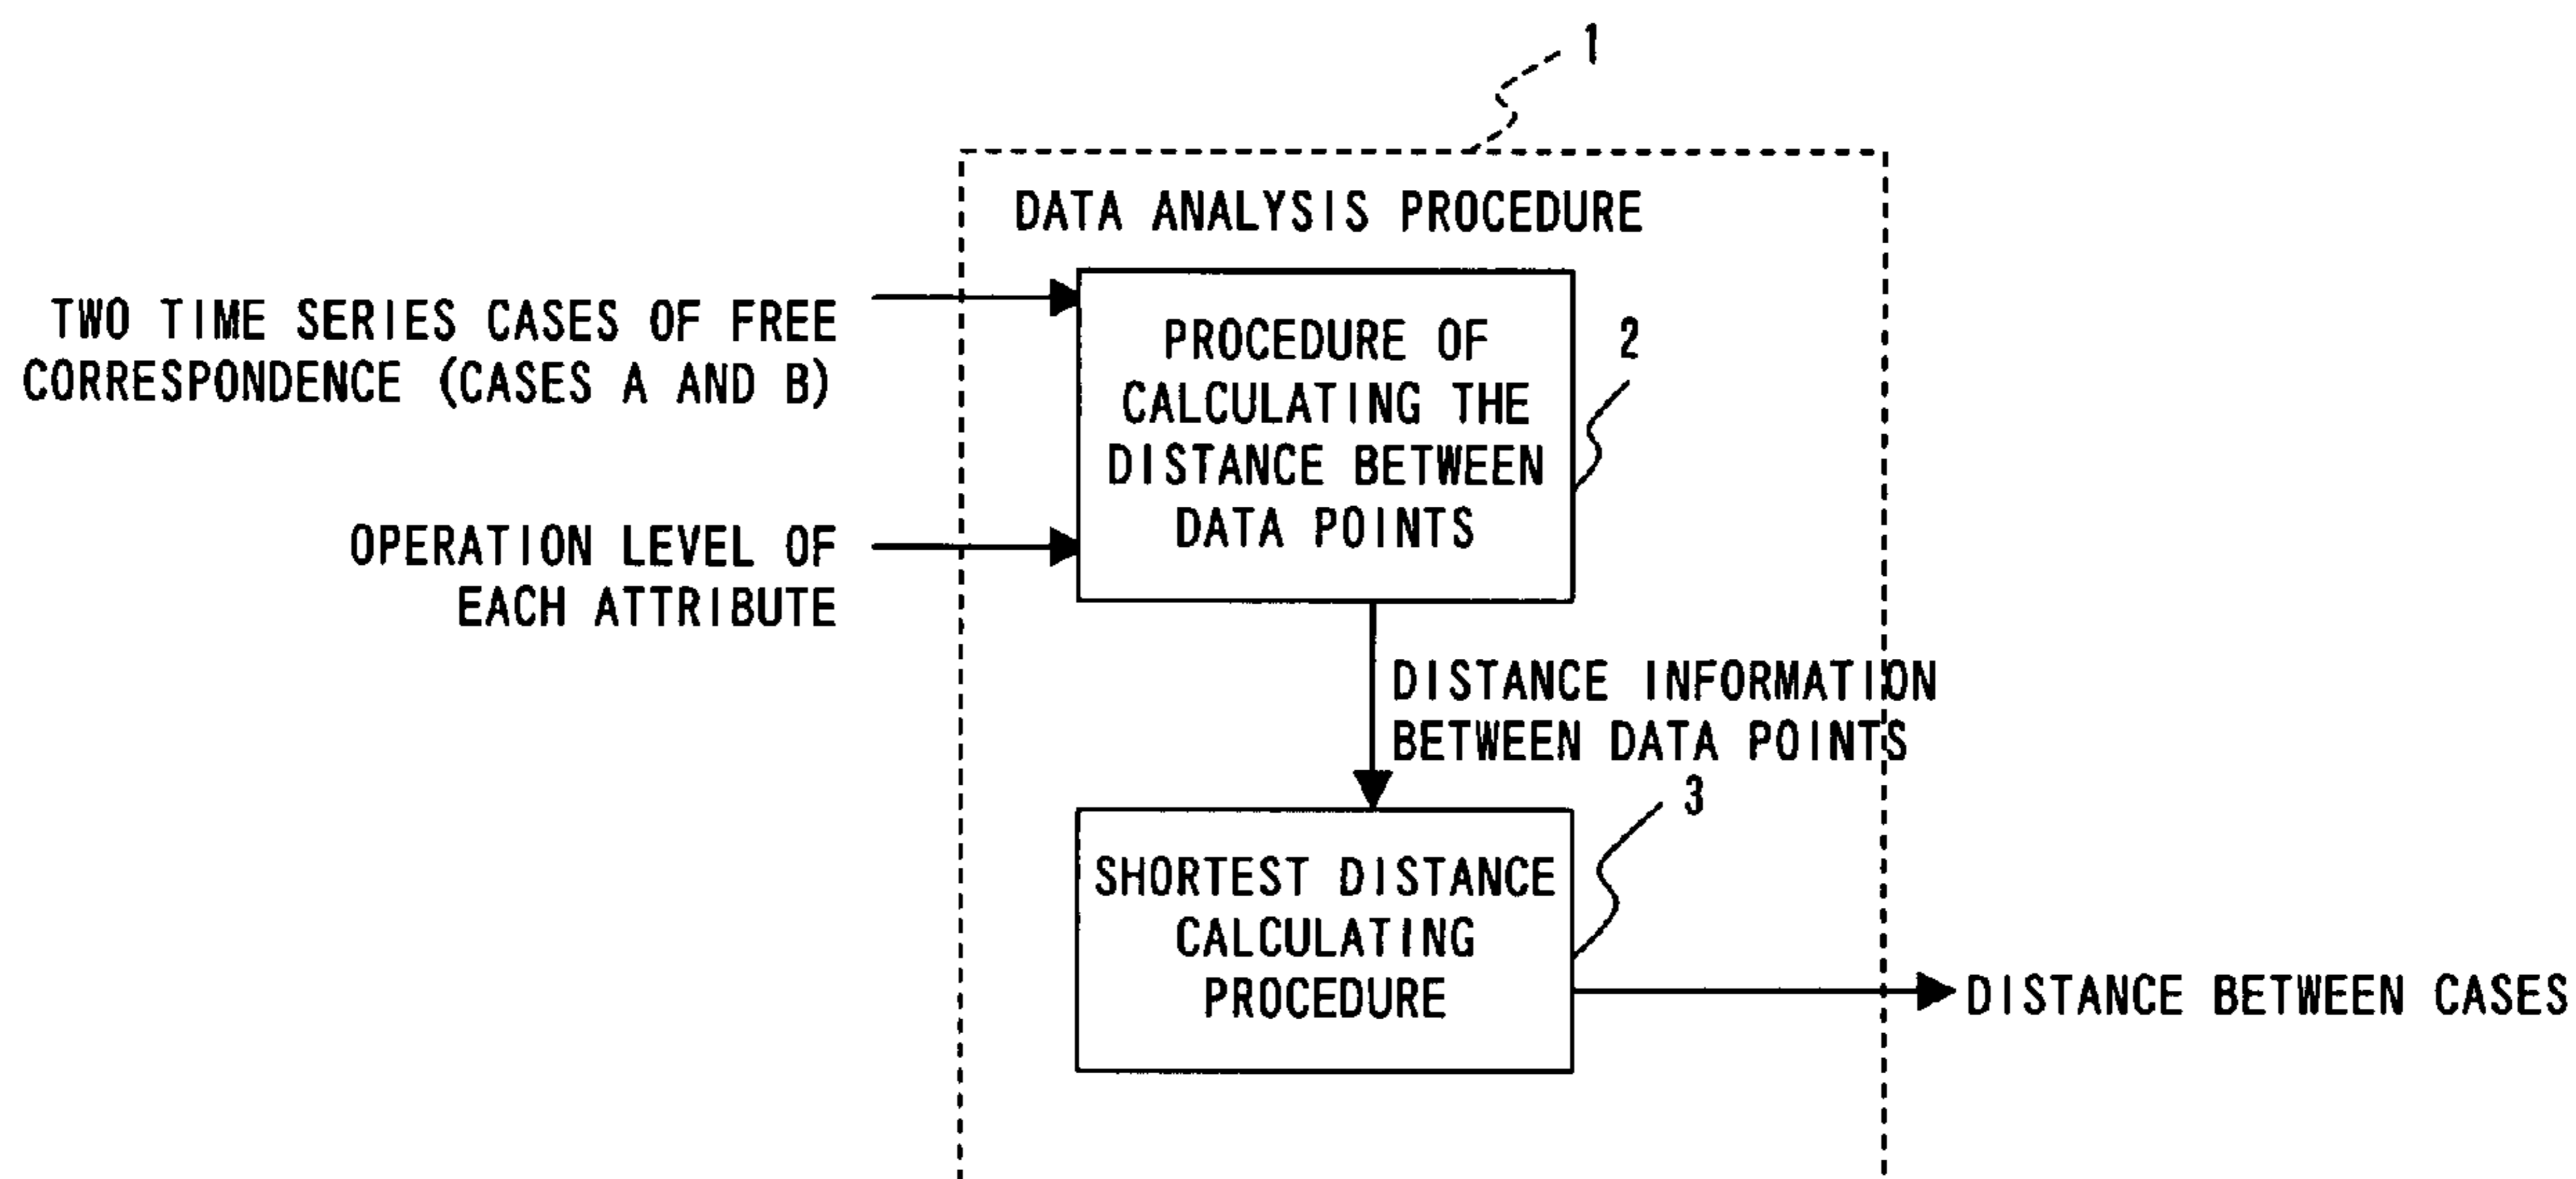 1
DATA ANALYSIS PROCEDURE
TWO TIME SERIES CASES OF FREE
CORRESPONDENCE (CASES A AND B)
PROCEDURE OF
CALCULATING THE
DISTANCE BETWEEN
DATA POINTS
2
OPERATION LEVEL OF
EACH ATTRIBUTE
DISTANCE INFORMATION
BETWEEN DATA POINTS
3
SHORTEST DISTANCE
CALCULATING
PROCEDURE
DISTANCE BETWEEN CASES